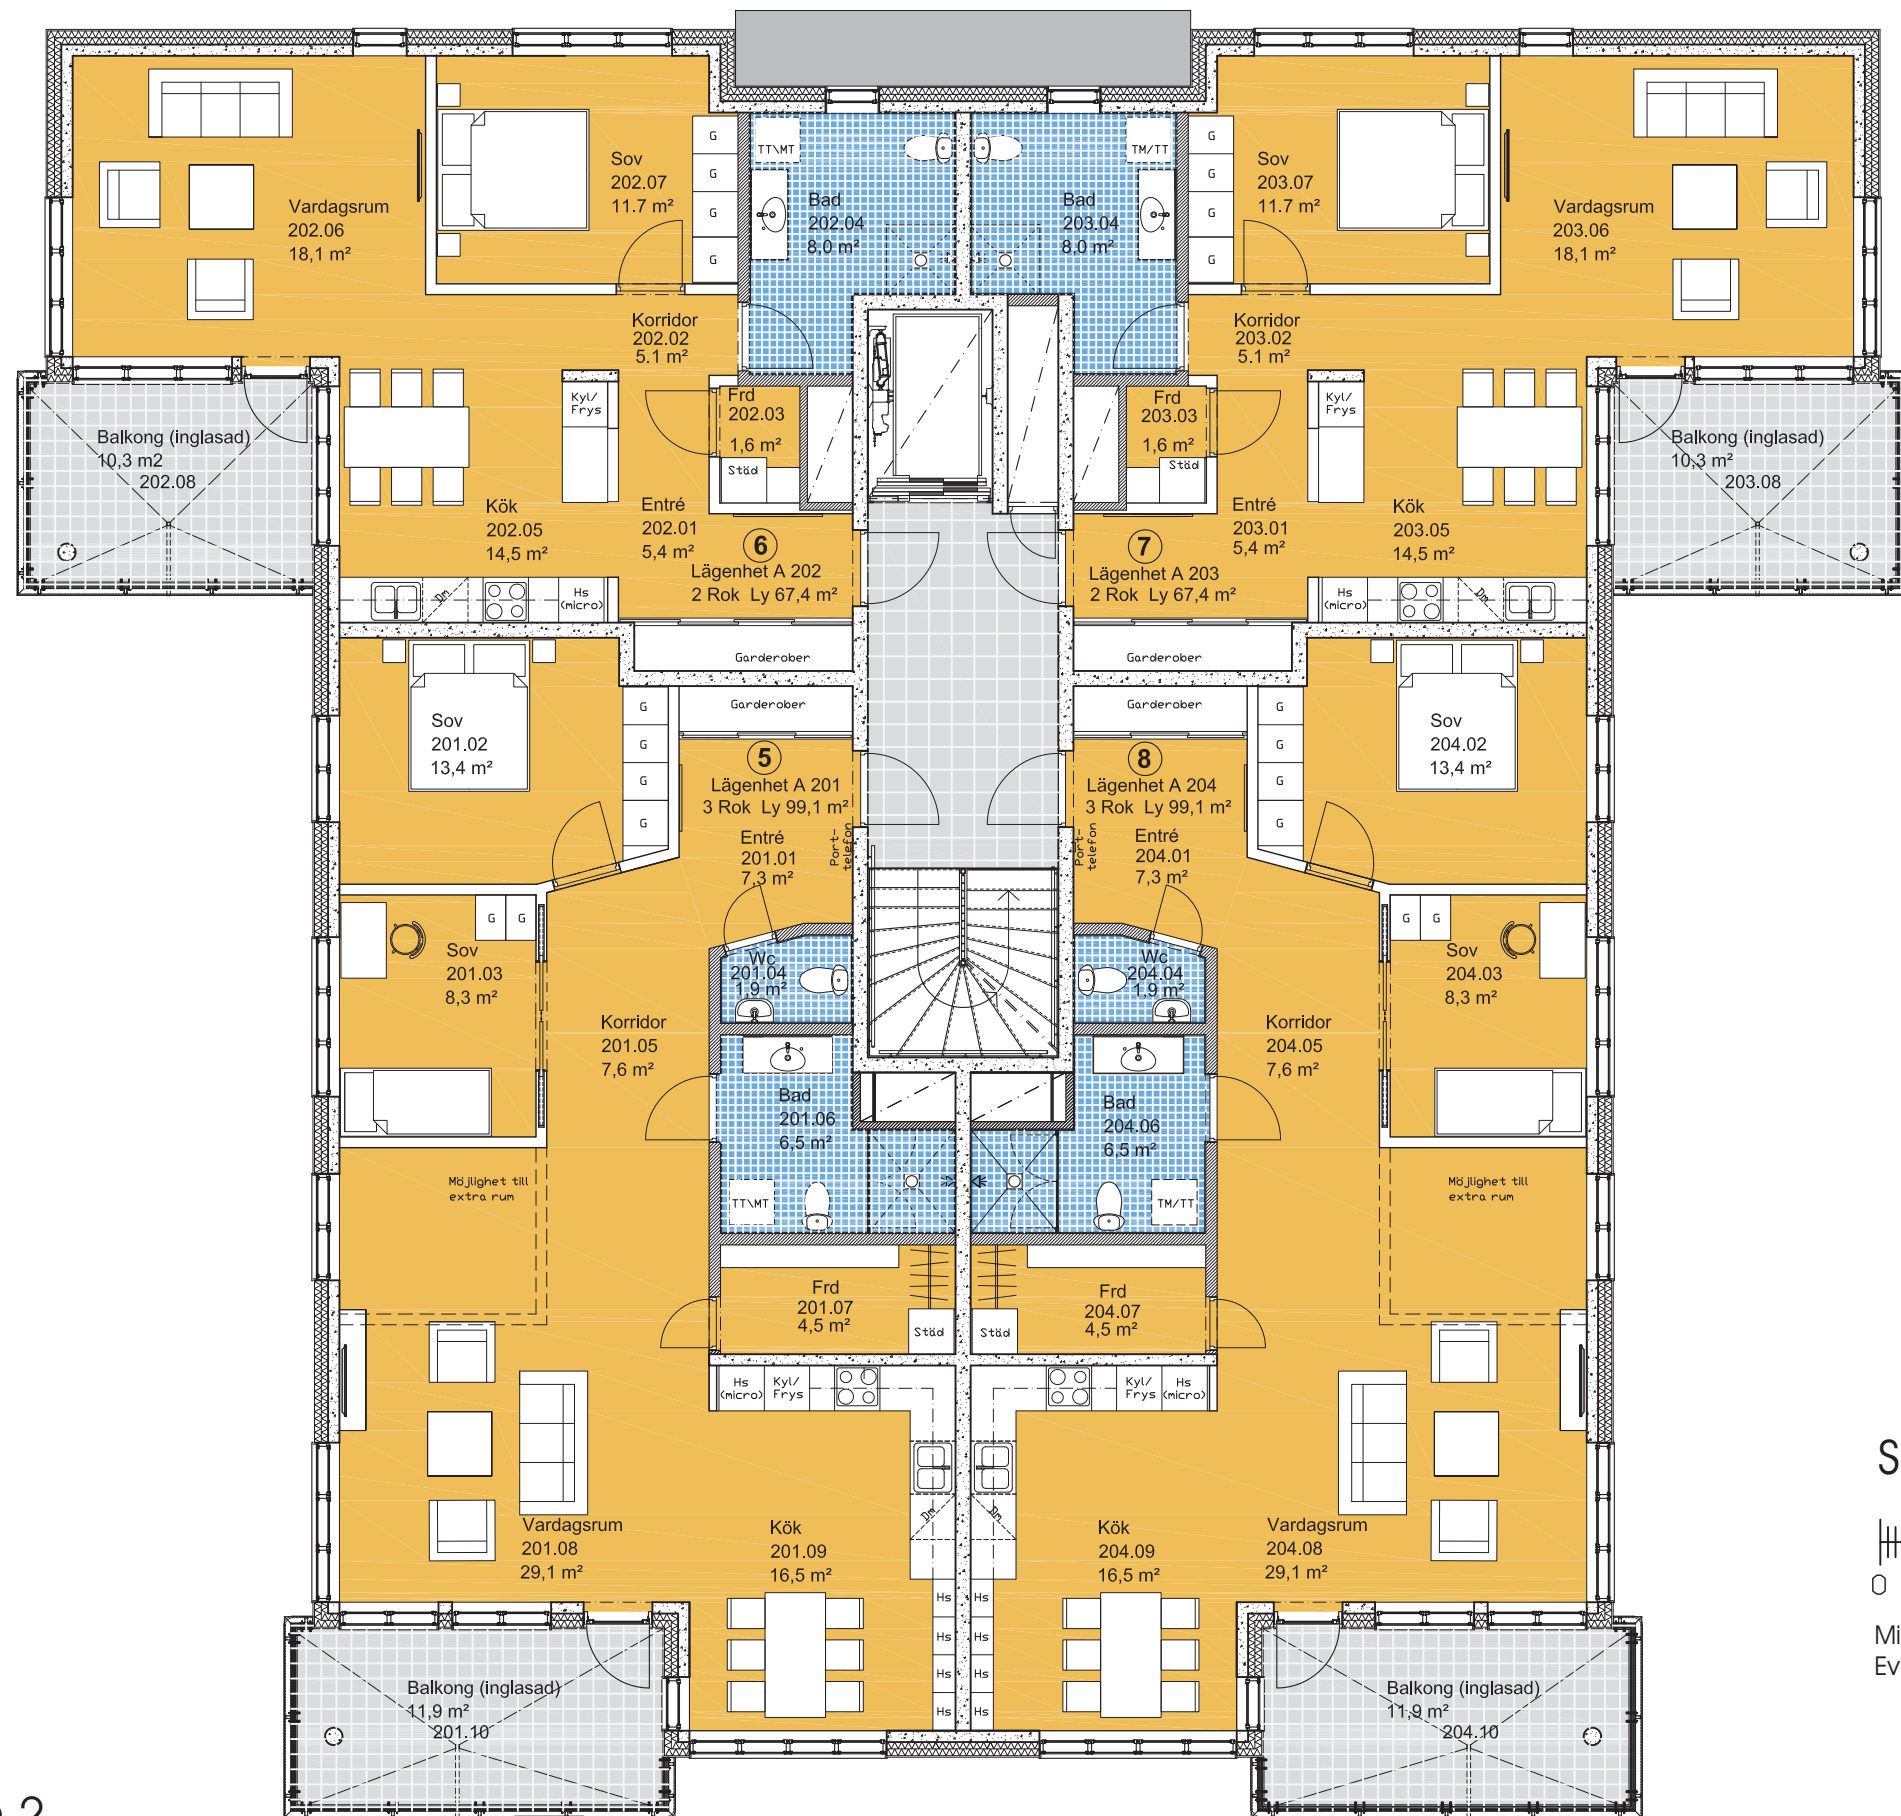 Vardagsrum
202.06
18,1 m²
Sov
202.07
11.7 m²
G
G
G
G
TT\MT
Bad
202.04
8,0 m²
TM/TT
Bad
203.04
8,0 m²
G
G
G
G
Sov
203.07
11.7 m²
Vardagsrum
203.06
18,1 m²
Korridor
202.02
5.1 m²
Korridor
203.02
5.1 m²
Balkong (inglasad)
10,3 m2
202.08
Kyl/
Frys
Frd
202.03
1,6 m²
Städ
Frd
203.03
1,6 m²
Städ
Kyl/
Frys
Balkong (inglasad)
10,3 m²
203.08
Kök
202.05
14,5 m²
Entré
202.01
5,4 m²
6
Lägenhet A 202
2 Rok Ly 67,4 m²
Entré
203.01
5,4 m²
7
Lägenhet A 203
2 Rok Ly 67,4 m²
Kök
203.05
14,5 m²
Dm
Hs
(micro)
Hs
(micro)
Dm
Garderober
Garderober
Garderober
Garderober
Sov
201.02
13,4 m²
G
G
G
G
5
Lägenhet A 201
3 Rok Ly 99,1 m²
Entré
201.01
7,3 m²
Port-
telefon
8
Lägenhet A 204
3 Rok Ly 99,1 m²
Entré
204.01
7,3 m²
Port-
telefon
G
G
G
G
Sov
204.02
13,4 m²
G G
Sov
201.03
8,3 m²
Wc
201.04
1,9 m²
Wc
204.04
1,9 m²
G G
Sov
204.03
8,3 m²
Korridor
201.05
7,6 m²
Korridor
204.05
7,6 m²
Bad
201.06
6,5 m²
TT\MT
Bad
204.06
6,5 m²
TM/TT
Möjlighet till
extra rum
Möjlighet till
extra rum
Frd
201.07
4,5 m²
Städ
Frd
204.07
4,5 m²
Städ
Hs
(micro)
Kyl/
Frys
Kyl/
Frys
Hs
(micro)
Dm
Dm
Vardagsrum
201.08
29,1 m²
Kök
201.09
16,5 m²
Kök
204.09
16,5 m²
Vardagsrum
204.08
29,1 m²
Hs
Hs
Hs
Hs
Hs
Hs
Hs
Hs
Balkong (inglasad)
11,9 m²
201.10
Balkong (inglasad)
11,9 m²
204.10
S
0
Mi
Ev
2